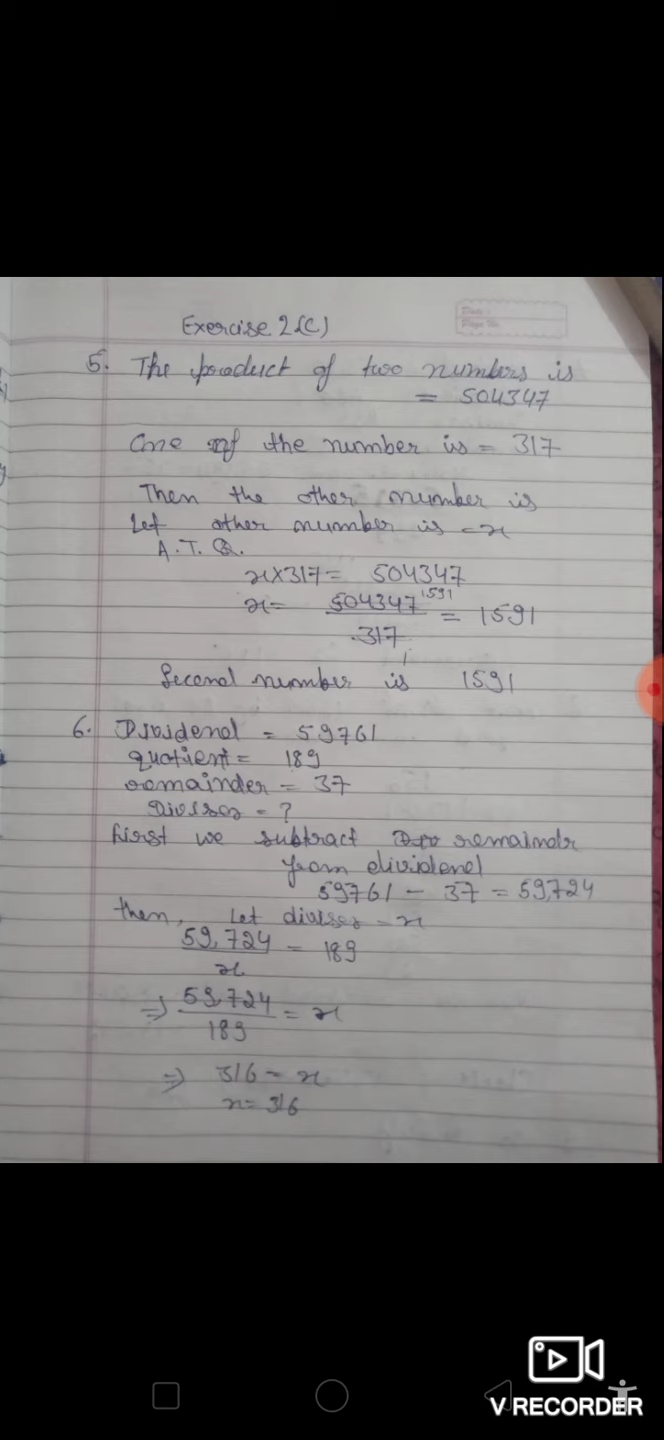 Exercise 2(C)
5. The product of two numbers is
= 504347
One of the number is = 317
Then the other number is
Let other number is = x
A.T.Q.
x×317 = 504347
x = 504347/317 1591 = 1591
Second number is 1591
6. Dividend = 59761
quotient = 189
remainder = 37
Divisor = ?
first we subtract remaindr
from dividend
59761 - 37 = 59,724
then, Let divisor = x
59,724/x = 189
⇒ 59,724/189 = x
⇒ 316 = x
x = 316
V RECORDER